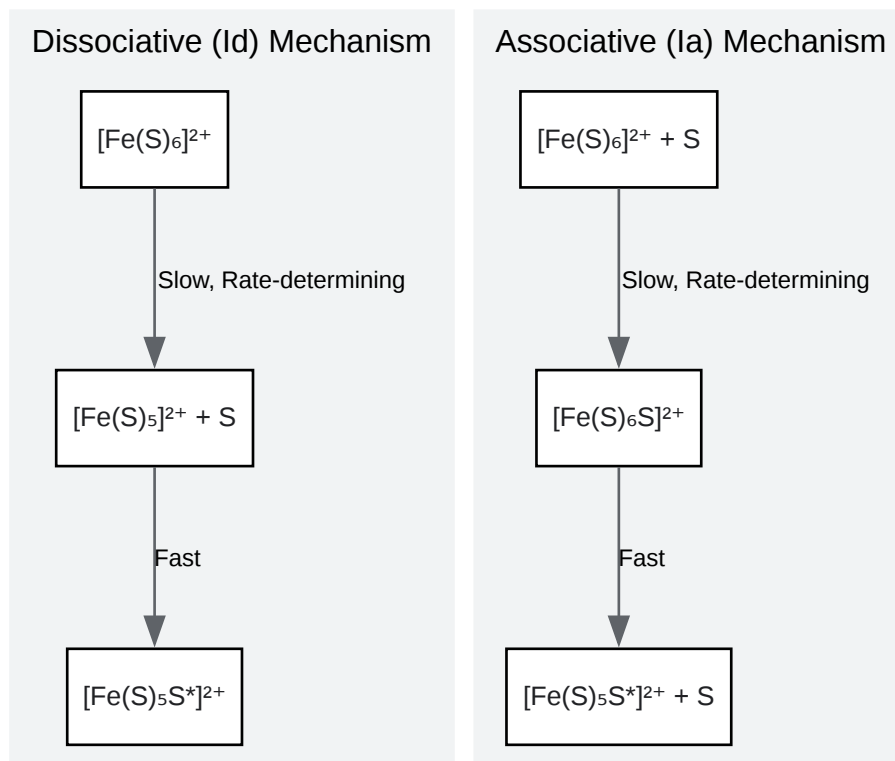 Dissociative (Id) Mechanism
[Fe(S)₆]²⁺
Slow, Rate-determining
[Fe(S)₅]²⁺ + S
Fast
[Fe(S)₅S*]²⁺
Associative (Ia) Mechanism
[Fe(S)₆]²⁺ + S
Slow, Rate-determining
[Fe(S)₆S]²⁺
Fast
[Fe(S)₅S*]²⁺ + S